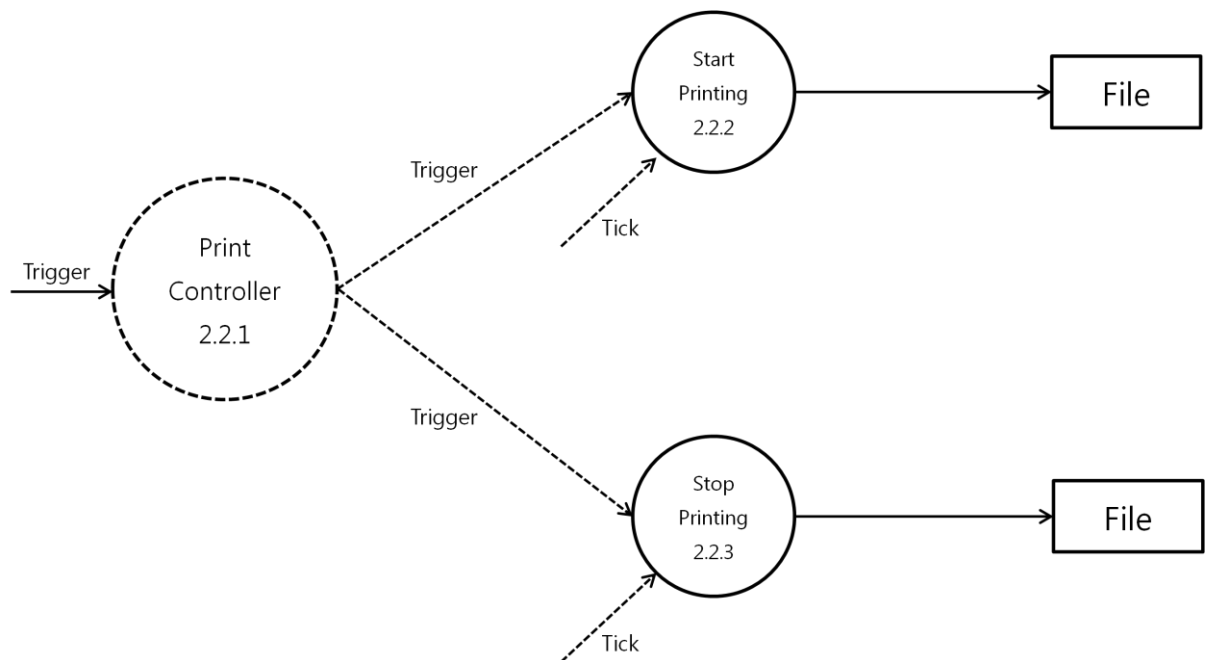 Start
Printing
2.2.2
File
Trigger
Tick
Print
Controller
2.2.1
Trigger
Trigger
Stop
Printing
2.2.3
File
Tick